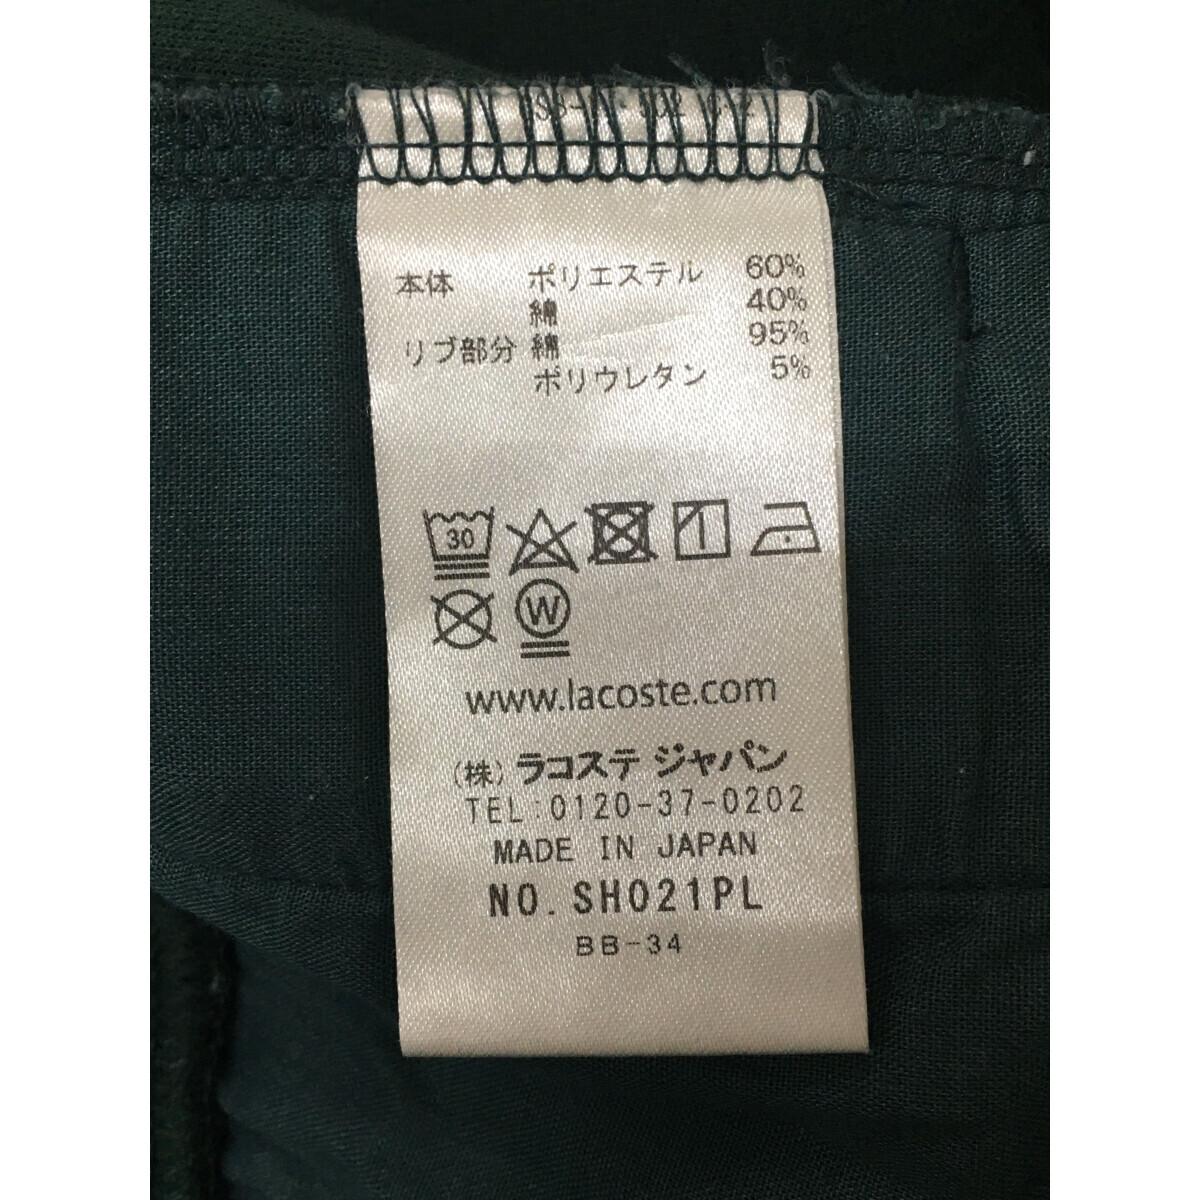 本体 ポリエステル 60%
綿 40%
リブ部分 綿 95%
ポリウレタン 5%
30
W
www.lacoste.com
(株) ラコステ ジャパン
TEL:0120-37-0202
MADE IN JAPAN
NO. SH021PL
BB-34